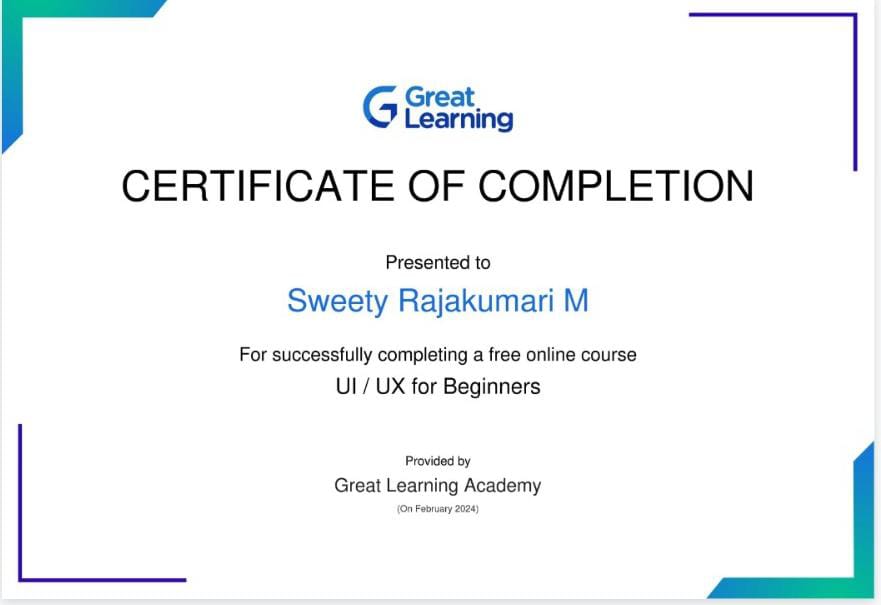 Great
Learning
CERTIFICATE OF COMPLETION
Presented to
Sweety Rajakumari M
For successfully completing a free online course
UI / UX for Beginners
Provided by
Great Learning Academy
(On February 2024)